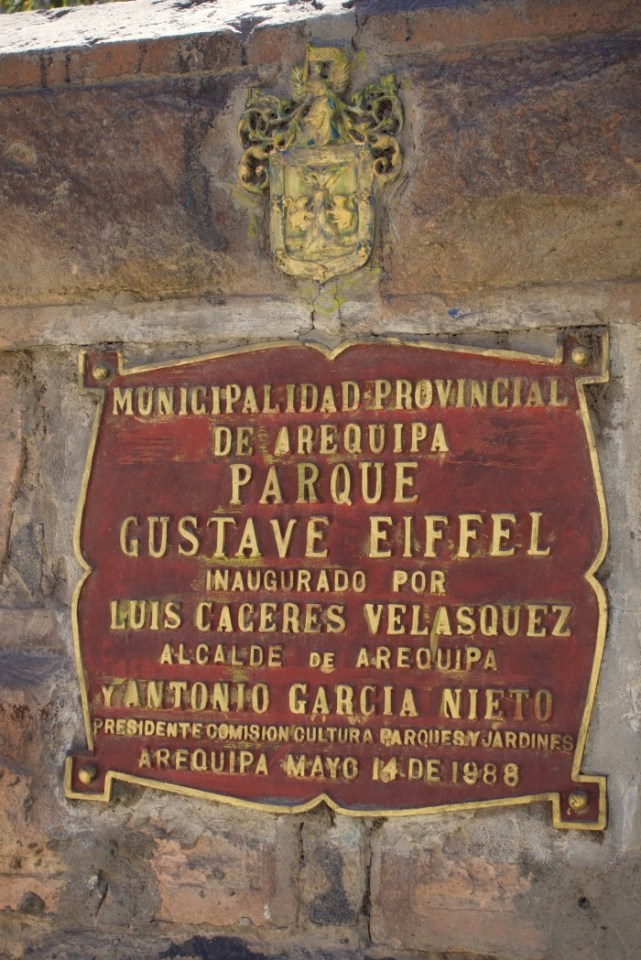 MUNICIPALIDAD PROVINCIAL
DE AREQUIPA
PARQUE
GUSTAVE EIFFEL
INAUGURADO POR
LUIS CACERES VELASQUEZ
ALCALDE DE AREQUIPA
Y ANTONIO GARCIA NIETO
PRESIDENTE COMISION CULTURA PARQUES Y JARDINES
AREQUIPA MAYO 14 DE 1988